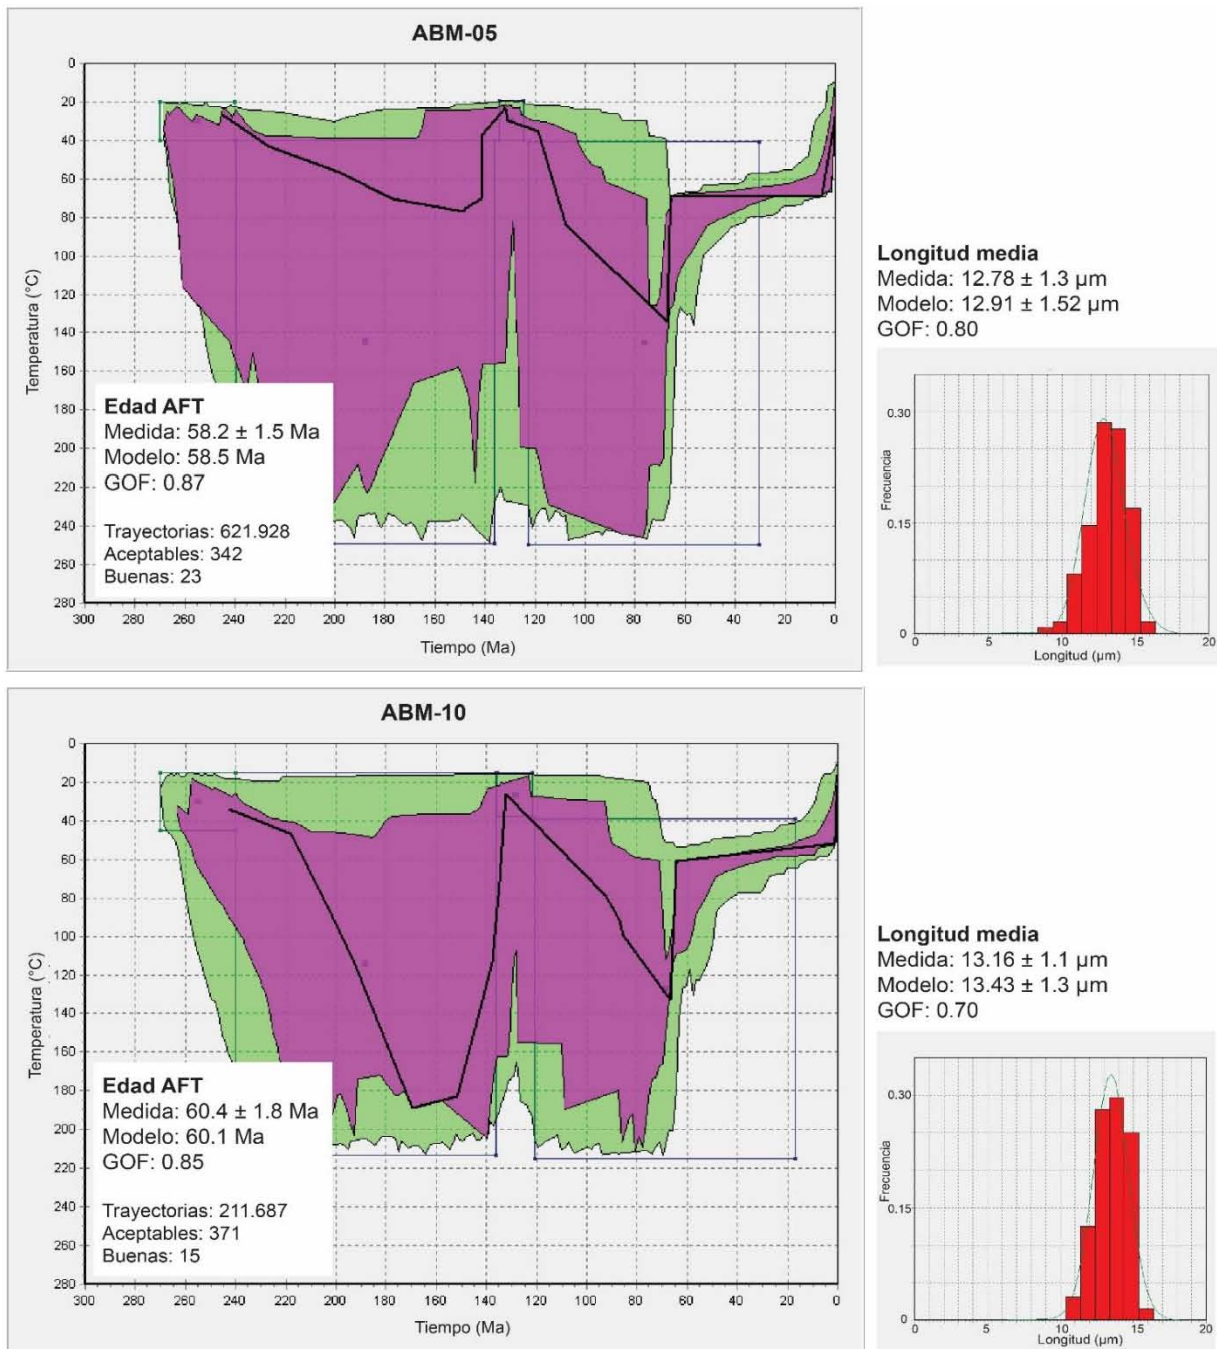 ABM-05
Temperatura (°C)
0
20
40
60
80
100
120
140
160
180
200
220
240
260
280
300 280 260 240 220 200 180 160 140 120 100 80 60 40 20 0
Tiempo (Ma)
Edad AFT
Medida: 58.2 ± 1.5 Ma
Modelo: 58.5 Ma
GOF: 0.87
Trayectorias: 621.928
Aceptables: 342
Buenas: 23
Longitud media
Medida: 12.78 ± 1.3 µm
Modelo: 12.91 ± 1.52 µm
GOF: 0.80
Frecuencia
0.30
0.15
0
0 5 10 15 20
Longitud (µm)
ABM-10
Temperatura (°C)
0
20
40
60
80
100
120
140
160
180
200
220
240
260
280
300 280 260 240 220 200 180 160 140 120 100 80 60 40 20 0
Tiempo (Ma)
Edad AFT
Medida: 60.4 ± 1.8 Ma
Modelo: 60.1 Ma
GOF: 0.85
Trayectorias: 211.687
Aceptables: 371
Buenas: 15
Longitud media
Medida: 13.16 ± 1.1 µm
Modelo: 13.43 ± 1.3 µm
GOF: 0.70
Frecuencia
0.30
0.15
0
0 5 10 15 20
Longitud (µm)